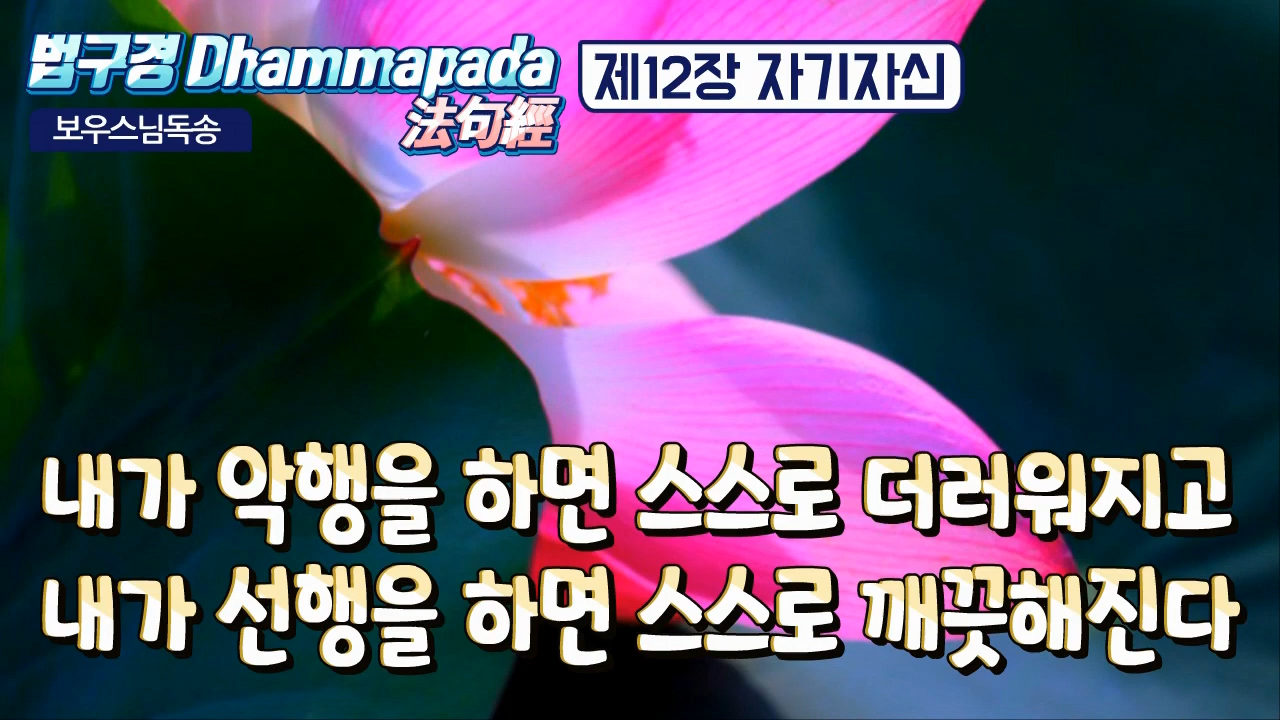 법구경 Dhammapada
法句經
보우스님독송
제12장 자기자신
내가 악행을 하면 스스로 더러워지고
내가 선행을 하면 스스로 깨끗해진다